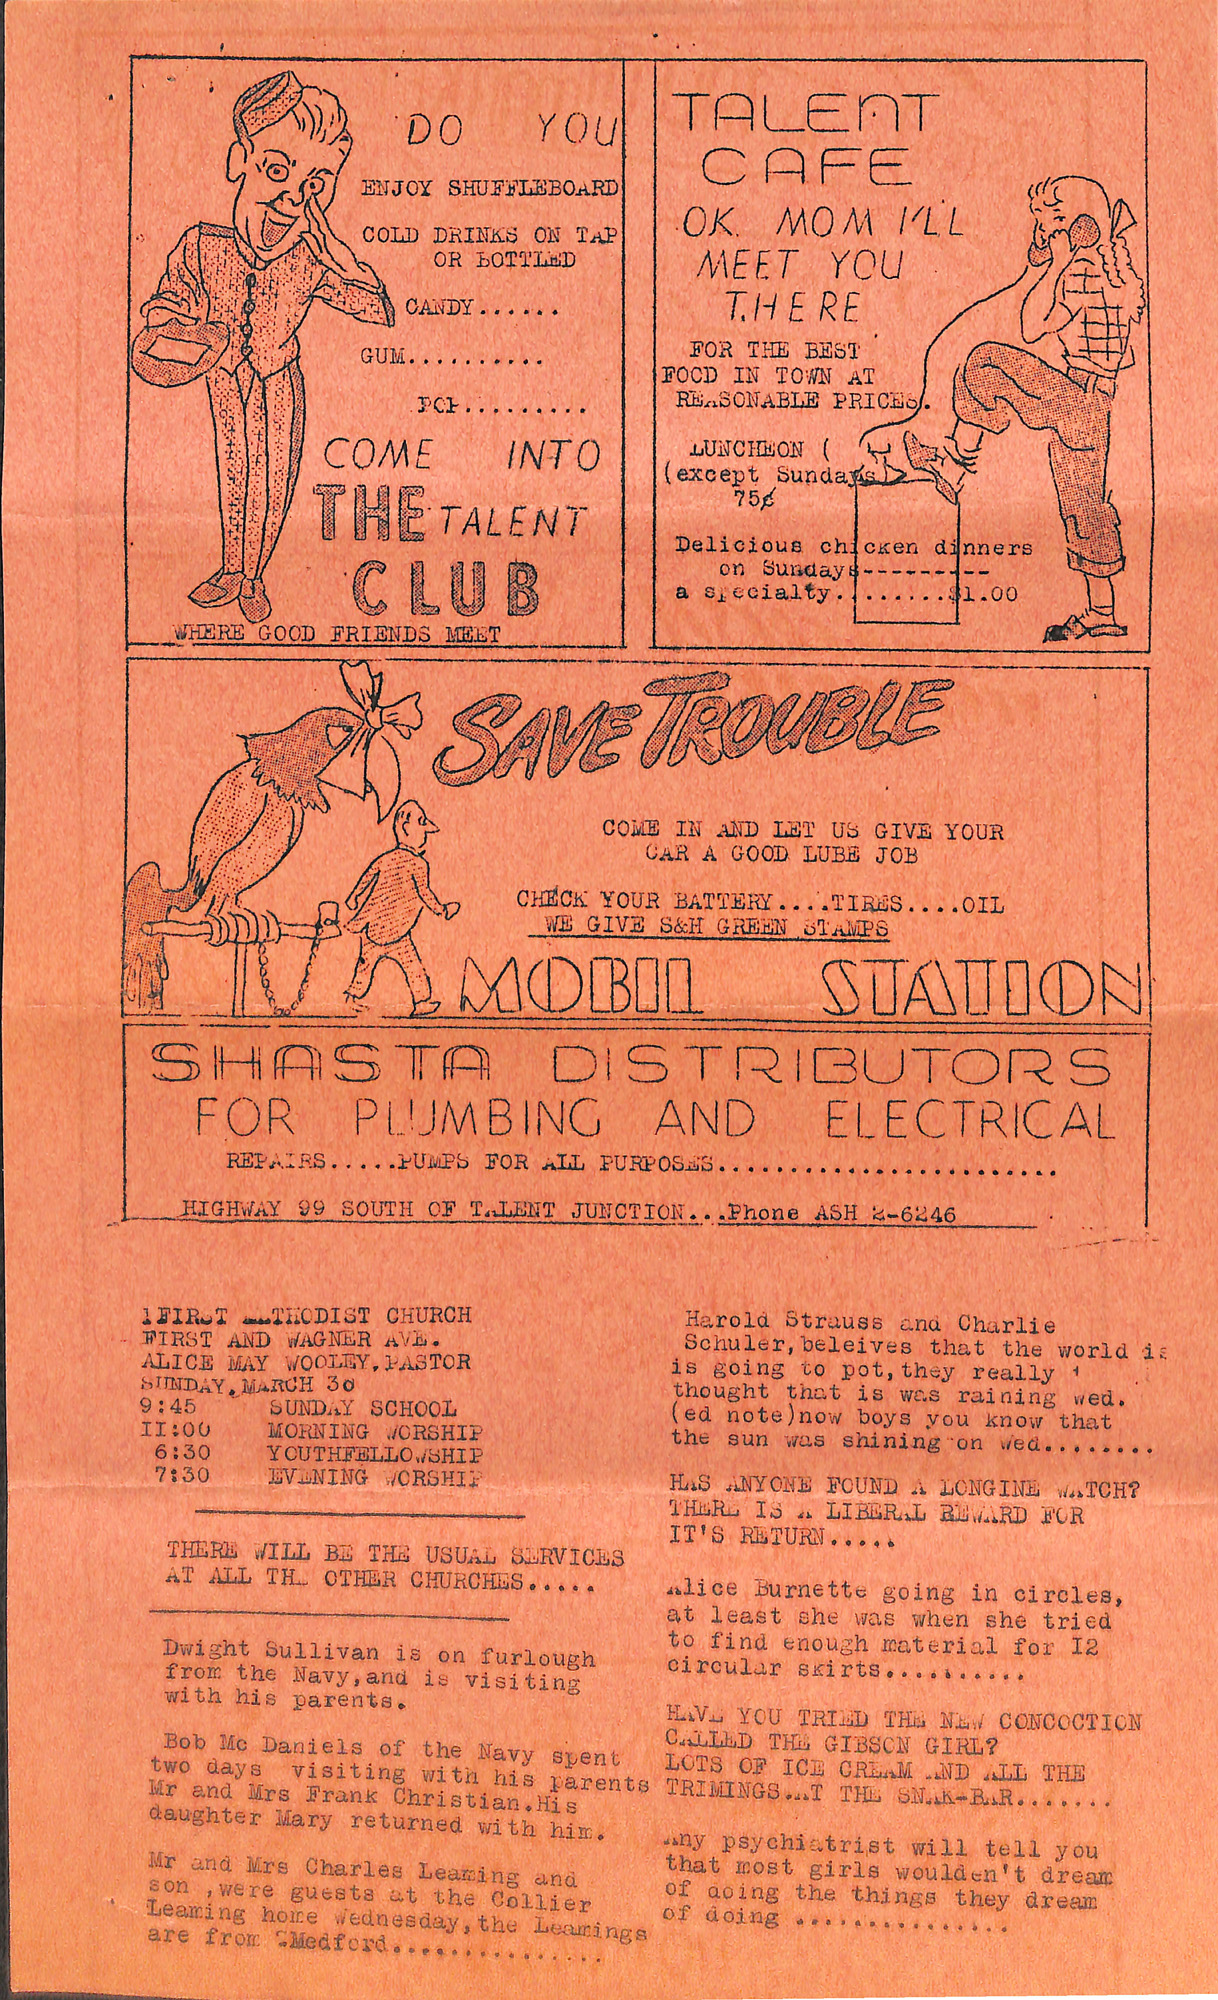 DO YOU
ENJOY SHUFFLEBOARD
COLD DRINKS ON TAP
OR BOTTLED
CANDY......
GUM..........
POP.........
COME INTO
THE TALENT
CLUB
WHERE GOOD FRIENDS MEET
TALENT
CAFE
OK. MOM I'LL
MEET YOU
THERE
FOR THE BEST
FOOD IN TOWN AT
REASONABLE PRICES.
LUNCHEON (
(except Sundays)
75¢
Delicious chicken dinners
on Sundays---------
a specialty........$1.00
SAVE TROUBLE
COME IN AND LET US GIVE YOUR
CAR A GOOD LUBE JOB
CHECK YOUR BATTERY....TIRES....OIL
WE GIVE S&H GREEN STAMPS
MOBIL STATION
SHASTA DISTRIBUTORS
FOR PLUMBING AND ELECTRICAL
REPAIRS.....PUMPS FOR ALL PURPOSES........................
HIGHWAY 99 SOUTH OF TALENT JUNCTION...Phone ASH 2-6246
1FIRST METHODIST CHURCH
FIRST AND WAGNER AVE.
ALICE MAY WOOLEY,PASTOR
SUNDAY,MARCH 30
9:45 SUNDAY SCHOOL
II:00 MORNING WORSHIP
6:30 YOUTHFELLOWSHIP
7:30 EVENING WORSHIP
THERE WILL BE THE USUAL SERVICES
AT ALL THE OTHER CHURCHES.....
Dwight Sullivan is on furlough
from the Navy,and is visiting
with his parents.
Bob Mc Daniels of the Navy spent
two days visiting with his parents
Mr and Mrs Frank Christian.His
daughter Mary returned with him.
Mr and Mrs Charles Leaming and
son ,were guests at the Collier
Leaming home Wednesday,the Leamings
are from Medford...............
Harold Strauss and Charlie
Schuler,beleives that the world is
is going to pot,they really
thought that is was raining wed.
(ed note)now boys you know that
the sun was shining on Wed........
HAS ANYONE FOUND A LONGINE WATCH?
THERE IS A LIBERAL REWARD FOR
IT'S RETURN.....
Alice Burnette going in circles,
at least she was when she tried
to find enough material for I2
circular skirts..........
HAVE YOU TRIED THE NEW CONCOCTION
CALLED THE GIBSON GIRL?
LOTS OF ICE CREAM AND ALL THE
TRIMINGS.AT THE SNAK-BAR.......
Any psychiatrist will tell you
that most girls woulden't dream
of doing the things they dream
of doing ...............